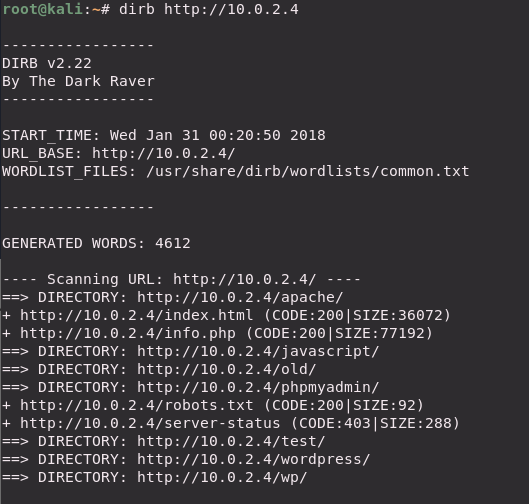 root@kali:~# dirb http://10.0.2.4
-----------------
DIRB v2.22
By The Dark Raver
-----------------
START_TIME: Wed Jan 31 00:20:50 2018
URL_BASE: http://10.0.2.4/
WORDLIST_FILES: /usr/share/dirb/wordlists/common.txt
-----------------
GENERATED WORDS: 4612
---- Scanning URL: http://10.0.2.4/ ----
==> DIRECTORY: http://10.0.2.4/apache/
+ http://10.0.2.4/index.html (CODE:200|SIZE:36072)
+ http://10.0.2.4/info.php (CODE:200|SIZE:77192)
==> DIRECTORY: http://10.0.2.4/javascript/
==> DIRECTORY: http://10.0.2.4/old/
==> DIRECTORY: http://10.0.2.4/phpmyadmin/
+ http://10.0.2.4/robots.txt (CODE:200|SIZE:92)
+ http://10.0.2.4/server-status (CODE:403|SIZE:288)
==> DIRECTORY: http://10.0.2.4/test/
==> DIRECTORY: http://10.0.2.4/wordpress/
==> DIRECTORY: http://10.0.2.4/wp/